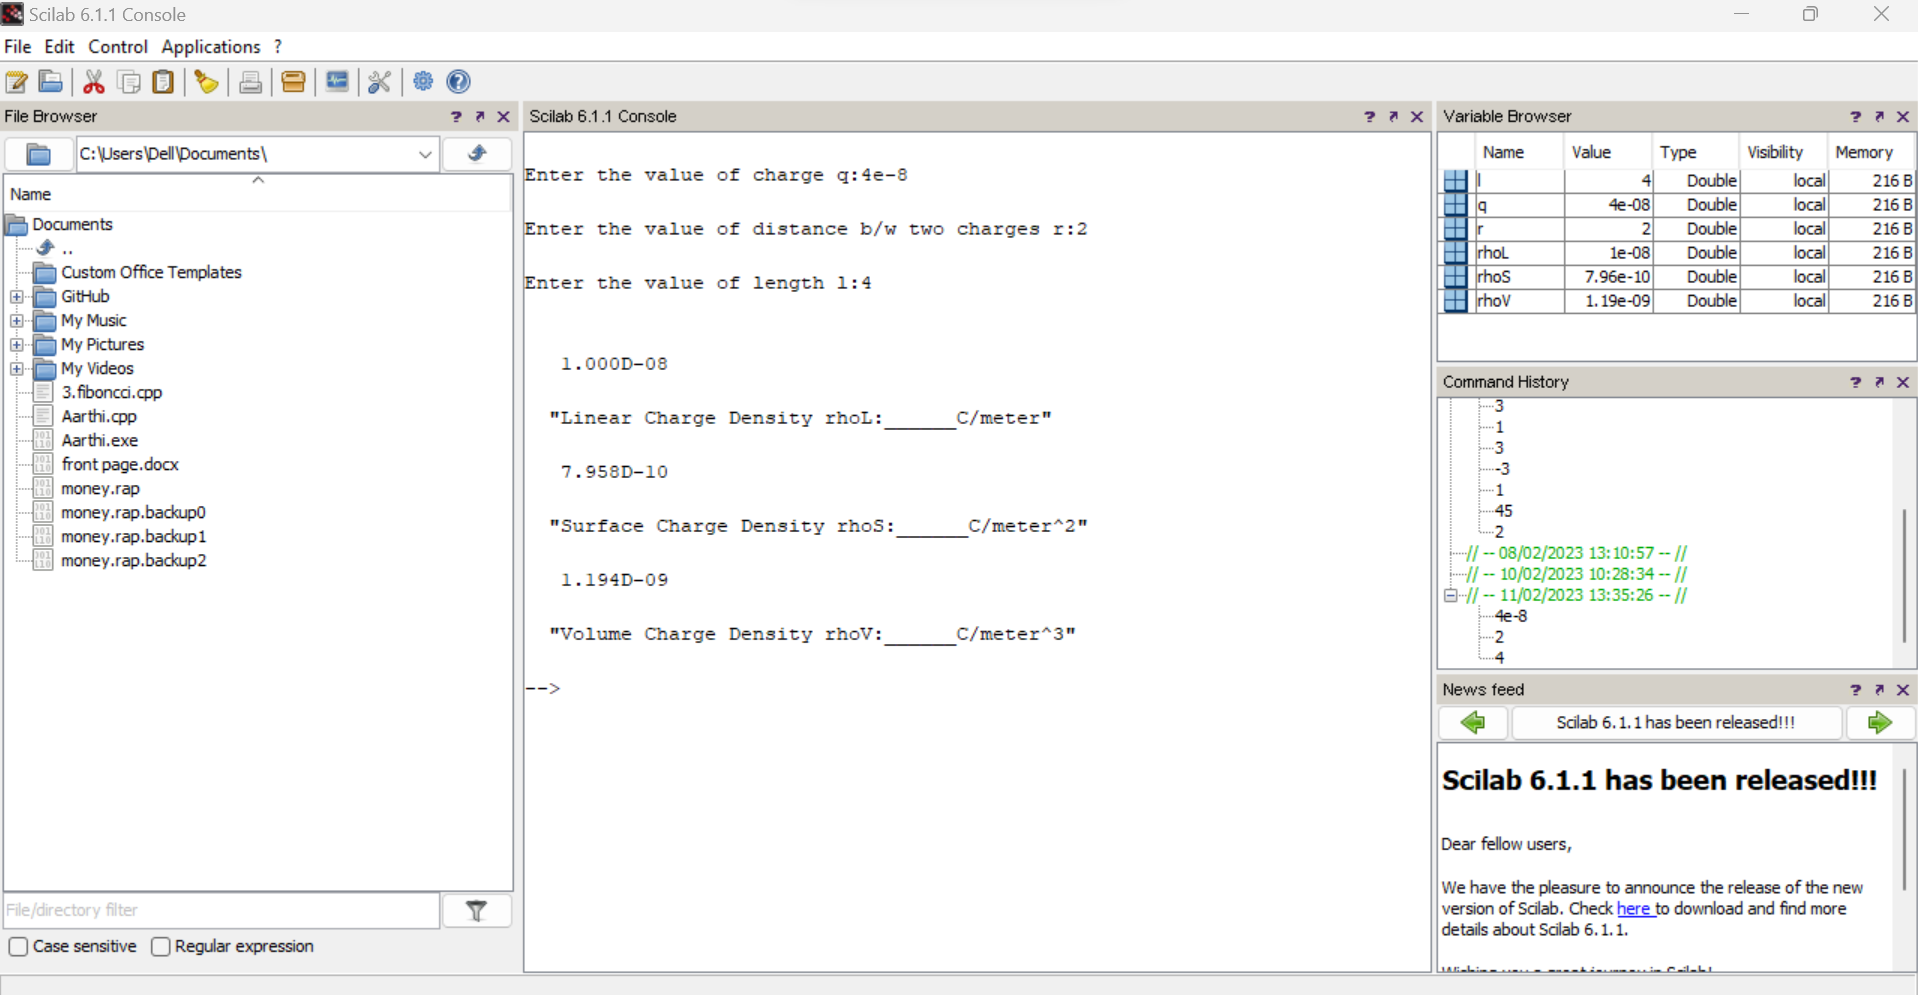 Scilab 6.1.1 Console
File Edit Control Applications ?
File Browser ? ↗ ✕
C:\Users\Dell\Documents\
Name
Documents
..
Custom Office Templates
GitHub
My Music
My Pictures
My Videos
3.fiboncci.cpp
Aarthi.cpp
Aarthi.exe
front page.docx
money.rap
money.rap.backup0
money.rap.backup1
money.rap.backup2
File/directory filter
Case sensitive Regular expression
Scilab 6.1.1 Console ? ↗ ✕
Enter the value of charge q:4e-8
Enter the value of distance b/w two charges r:2
Enter the value of length l:4
1.000D-08
"Linear Charge Density rhoL:______C/meter"
7.958D-10
"Surface Charge Density rhoS:______C/meter^2"
1.194D-09
"Volume Charge Density rhoV:______C/meter^3"
-->
Variable Browser ? ↗ ✕
Name Value Type Visibility Memory
l 4 Double local 216 B
q 4e-08 Double local 216 B
r 2 Double local 216 B
rhoL 1e-08 Double local 216 B
rhoS 7.96e-10 Double local 216 B
rhoV 1.19e-09 Double local 216 B
Command History ? ↗ ✕
3
1
3
-3
1
45
2
// -- 08/02/2023 13:10:57 -- //
// -- 10/02/2023 10:28:34 -- //
// -- 11/02/2023 13:35:26 -- //
4e-8
2
4
News feed ? ↗ ✕
Scilab 6.1.1 has been released!!!
Scilab 6.1.1 has been released!!!
Dear fellow users,
We have the pleasure to announce the release of the new
version of Scilab. Check here to download and find more
details about Scilab 6.1.1.
Wishing you a great journey in Scilab!